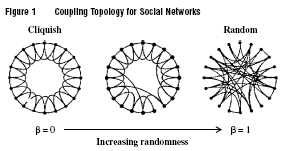 Figure 1 Coupling Topology for Social Networks
Cliquish Random
β = 0 β = 1
Increasing randomness